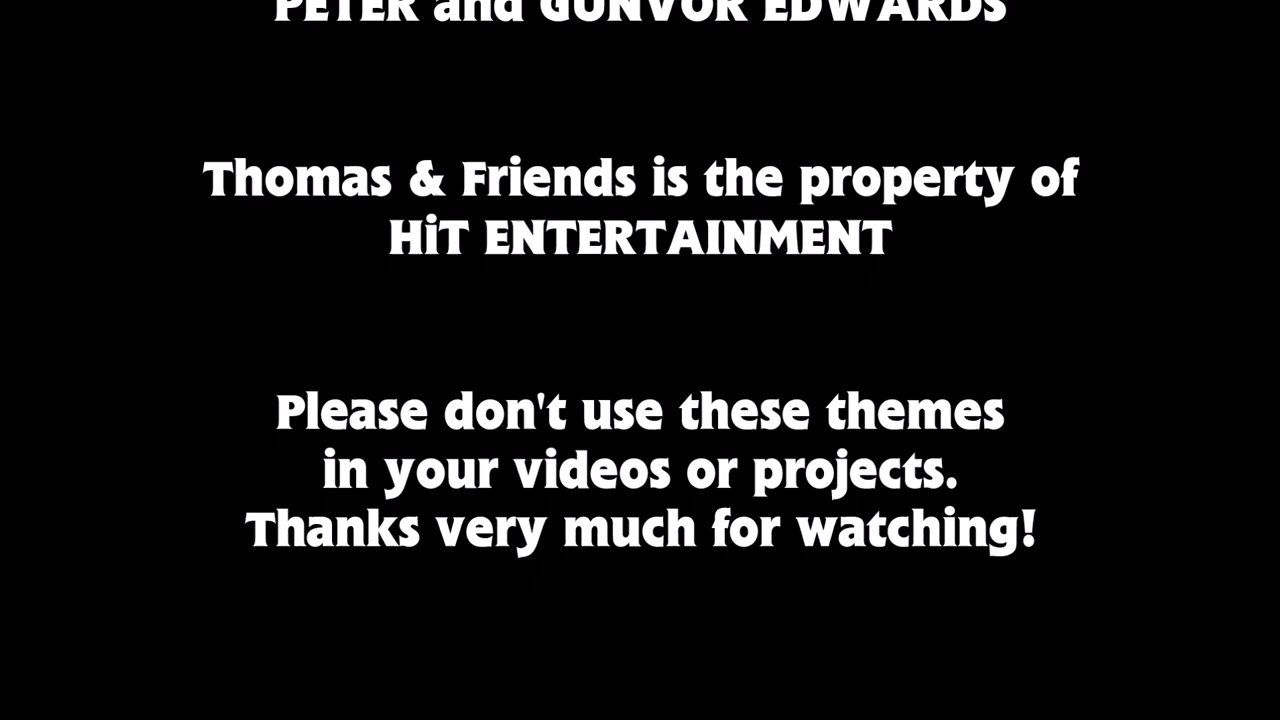 PETER and GUNVOR EDWARDS
Thomas & Friends is the property of
HiT ENTERTAINMENT
Please don't use these themes
in your videos or projects.
Thanks very much for watching!